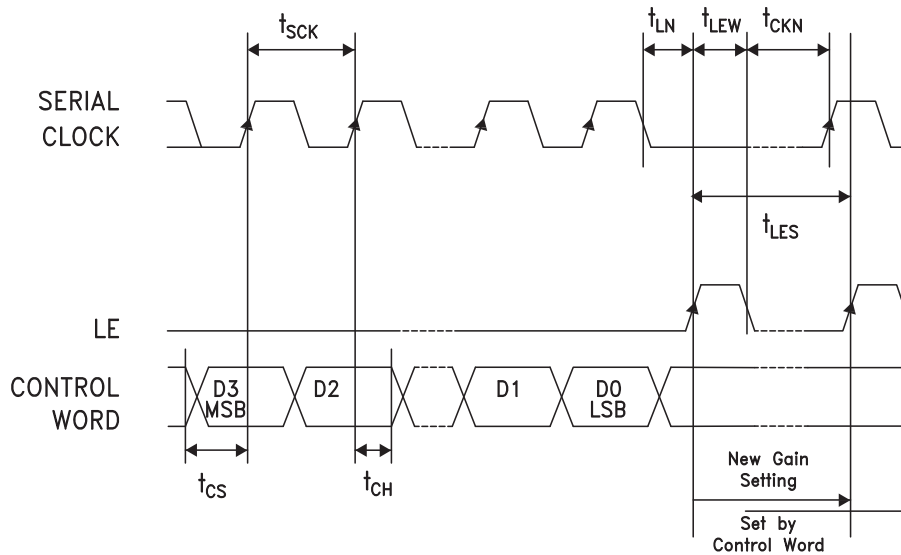 tSCK
tLN
tLEW
tCKN
SERIAL
CLOCK
tLES
LE
CONTROL
WORD
D3
MSB
D2
D1
D0
LSB
tCS
tCH
New Gain
Setting
Set by
Control Word